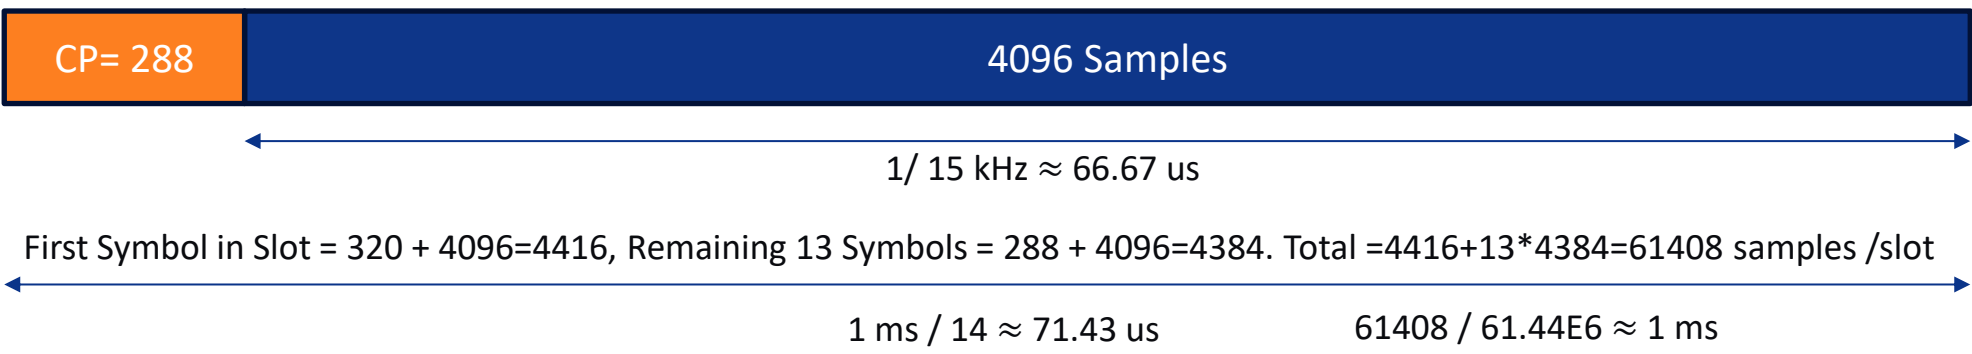 CP= 288
4096 Samples
1/ 15 kHz ≈ 66.67 us
First Symbol in Slot = 320 + 4096=4416, Remaining 13 Symbols = 288 + 4096=4384. Total =4416+13*4384=61408 samples /slot
1 ms / 14 ≈ 71.43 us
61408 / 61.44E6 ≈ 1 ms